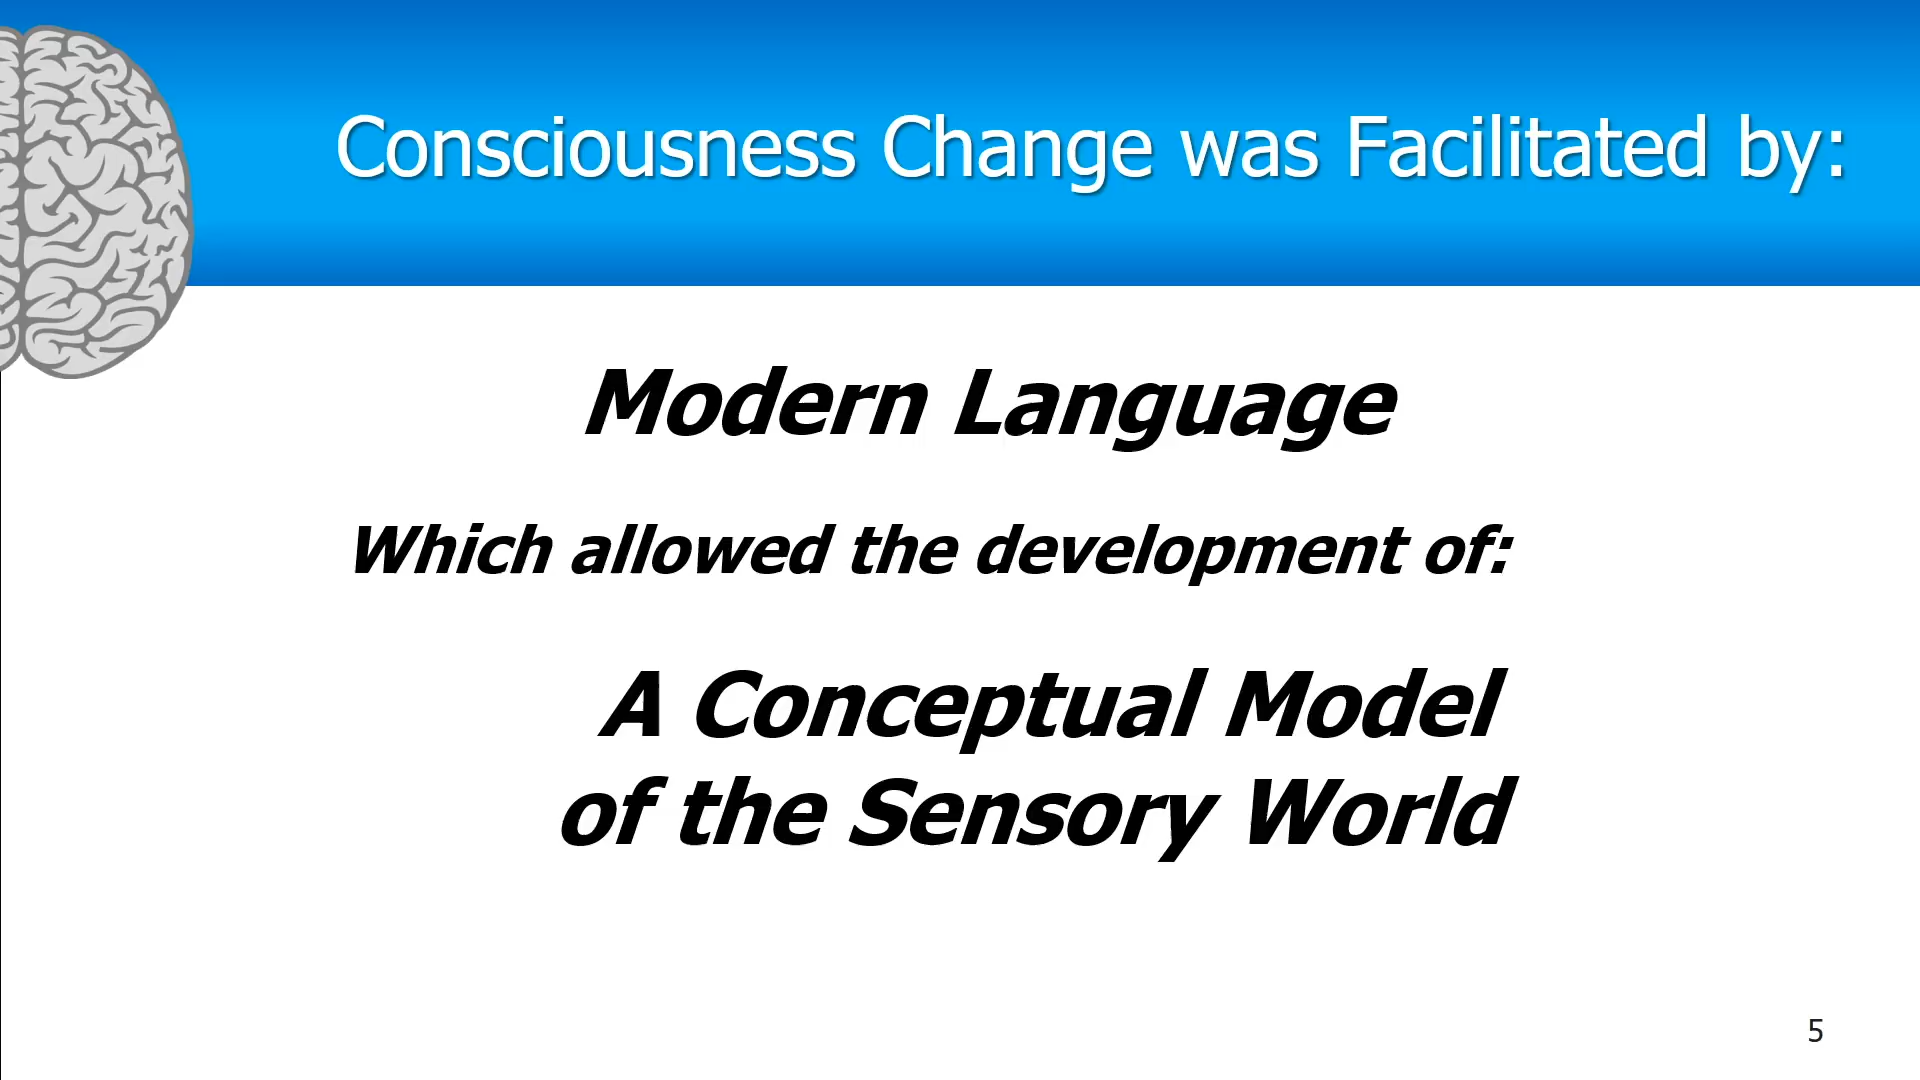 Consciousness Change was Facilitated by:
Modern Language
Which allowed the development of:
A Conceptual Model
of the Sensory World
5